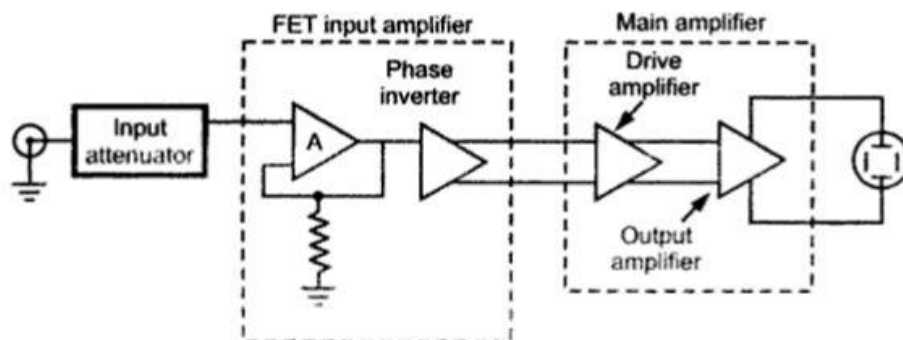 FET input amplifier
Main amplifier
Phase
inverter
Drive
amplifier
Input
attenuator
A
Output
amplifier